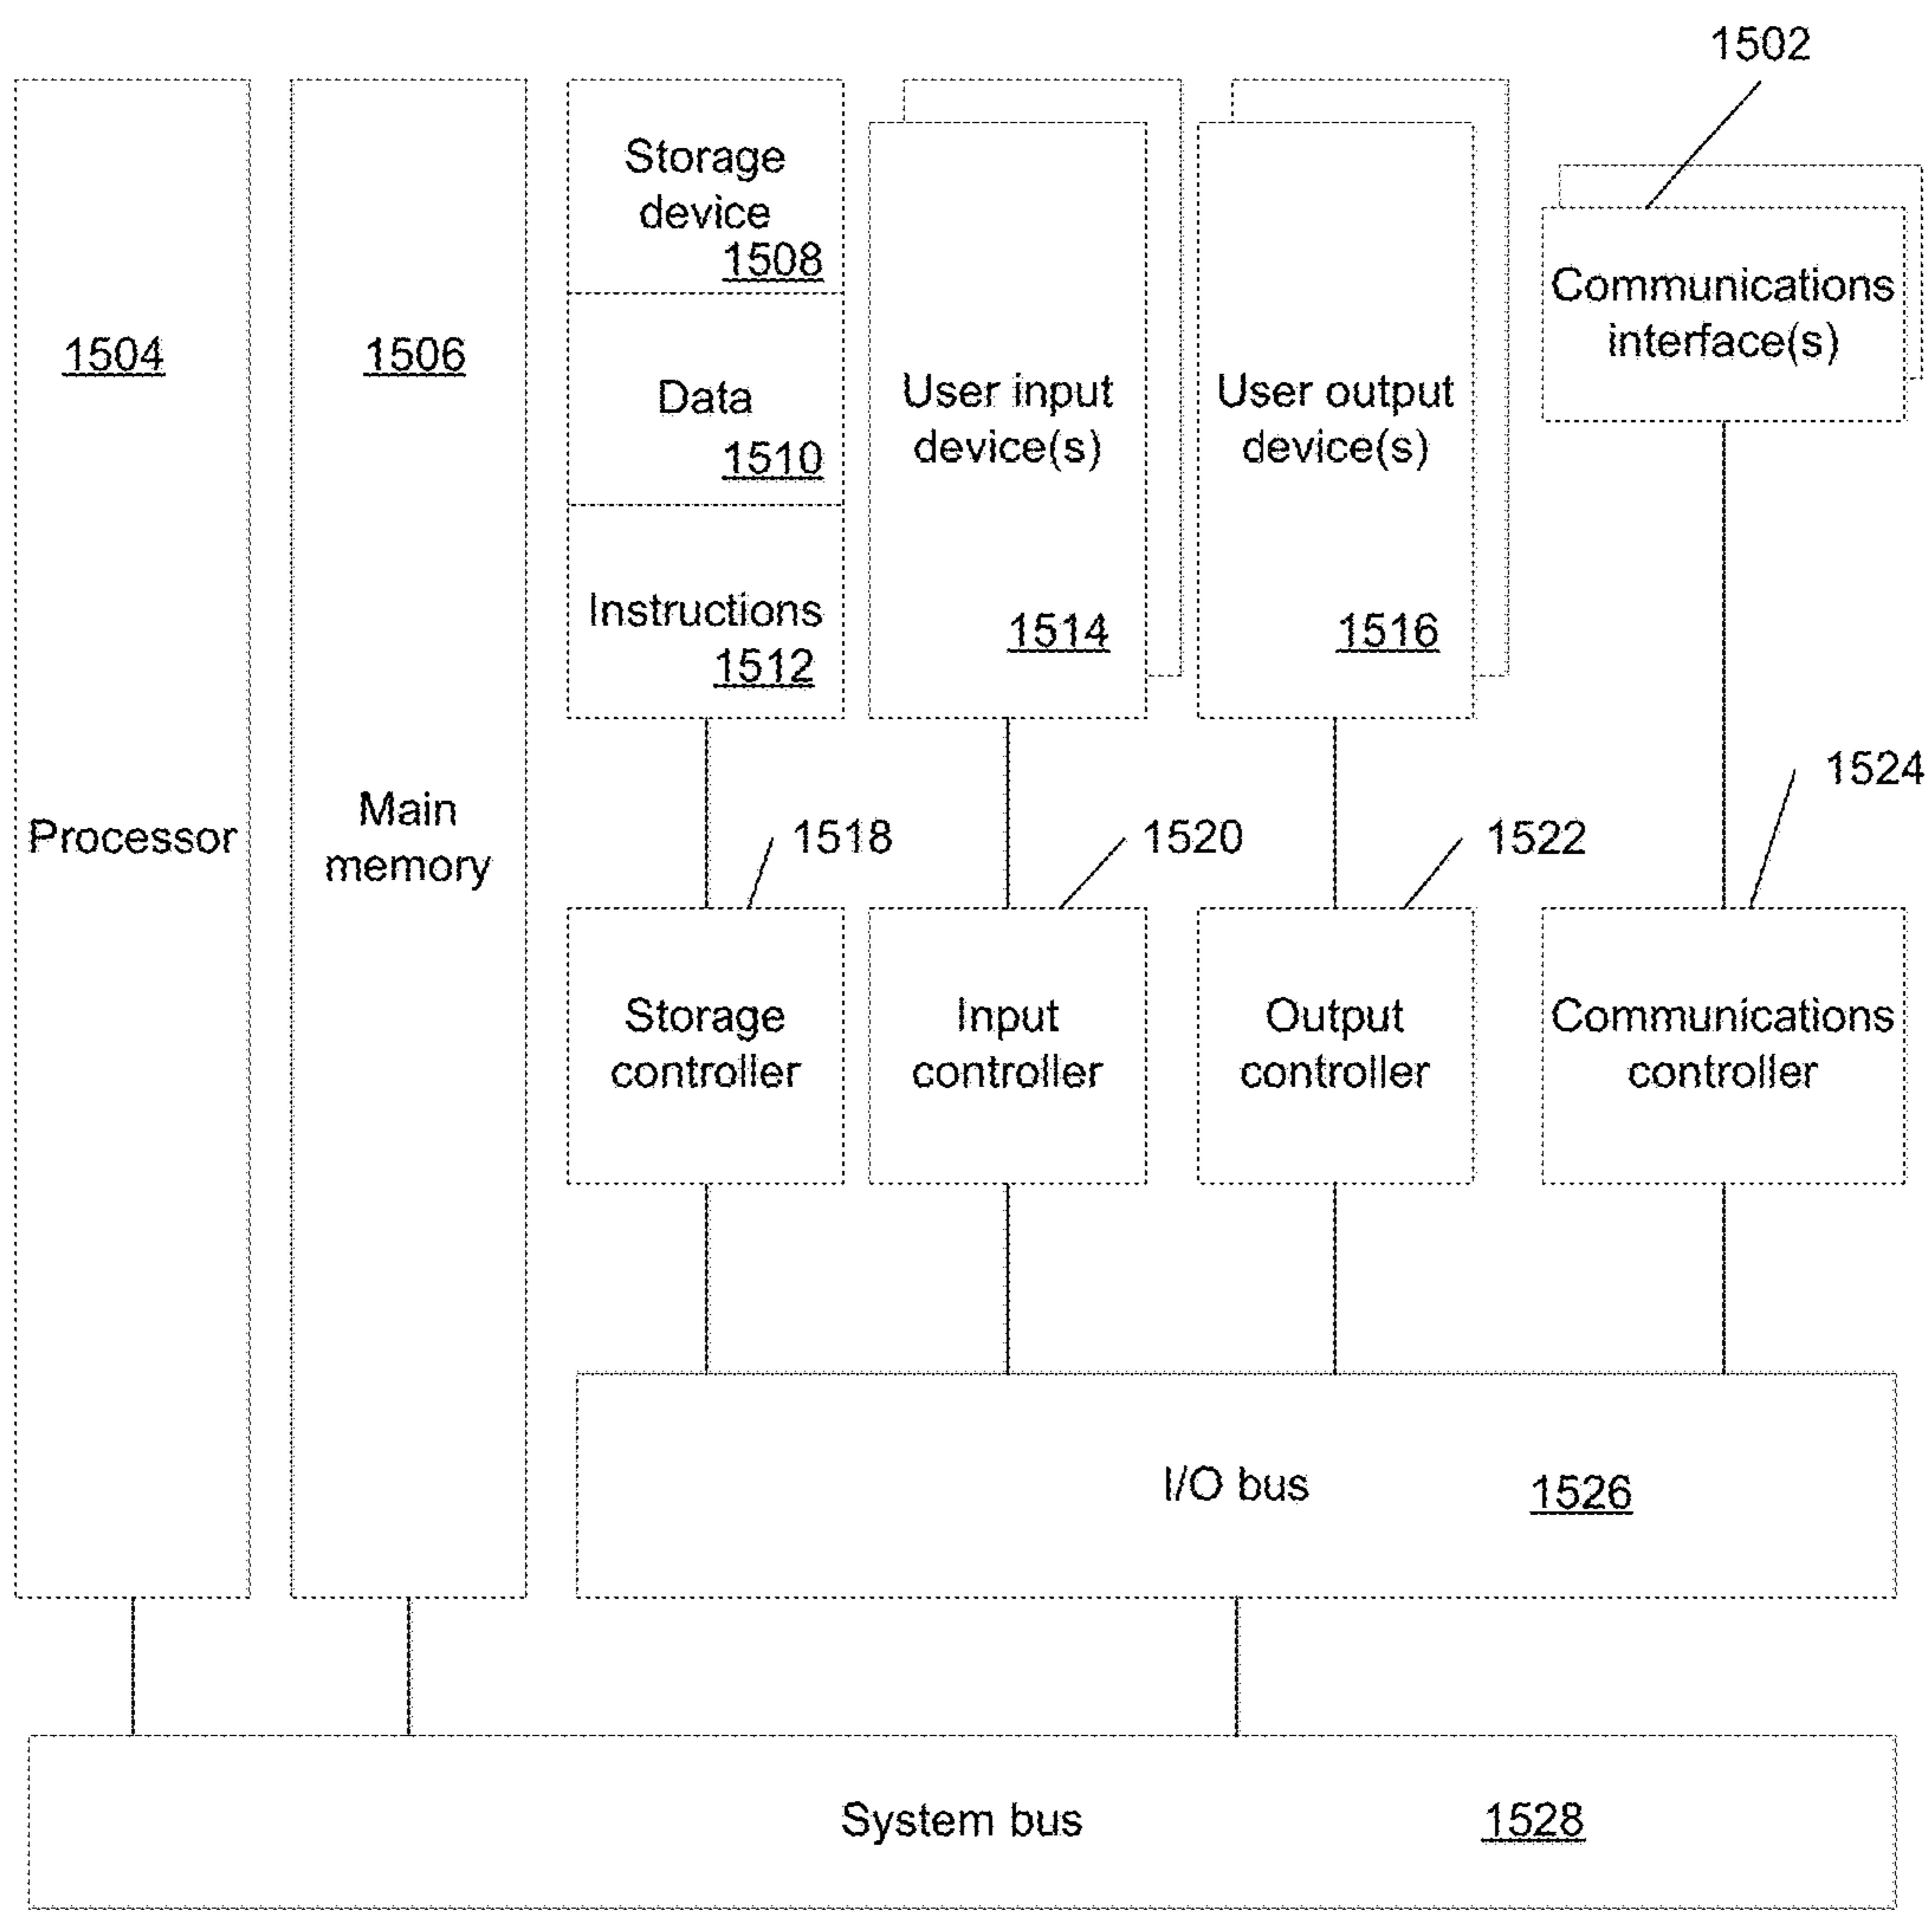 1502
Storage
device
1508
Communications
interface(s)
1504
1506
Data
1510
User input
device(s)
User output
device(s)
Instructions
1512
1514
1516
1524
Processor
Main
memory
1518
1520
1522
Storage
controller
Input
controller
Output
controller
Communications
controller
I/O bus
1526
System bus
1528